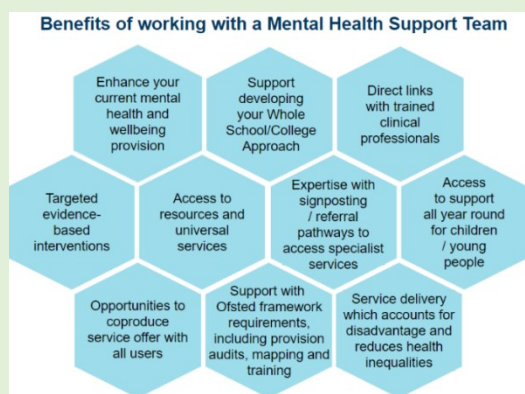 Benefits of working with a Mental Health Support Team
Enhance your
current mental
health and
wellbeing
provision
Support
developing
your Whole
School/College
Approach
Direct links
with trained
clinical
professionals
Targeted
evidence-
based
interventions
Access to
resources and
universal
services
Expertise with
signposting
/ referral
pathways to
access specialist
services
Access
to support
all year round
for children
/ young
people
Opportunities to
coproduce
service offer with
all users
Support with
Ofsted framework
requirements,
including provision
audits, mapping and
training
Service delivery
which accounts for
disadvantage and
reduces health
inequalities